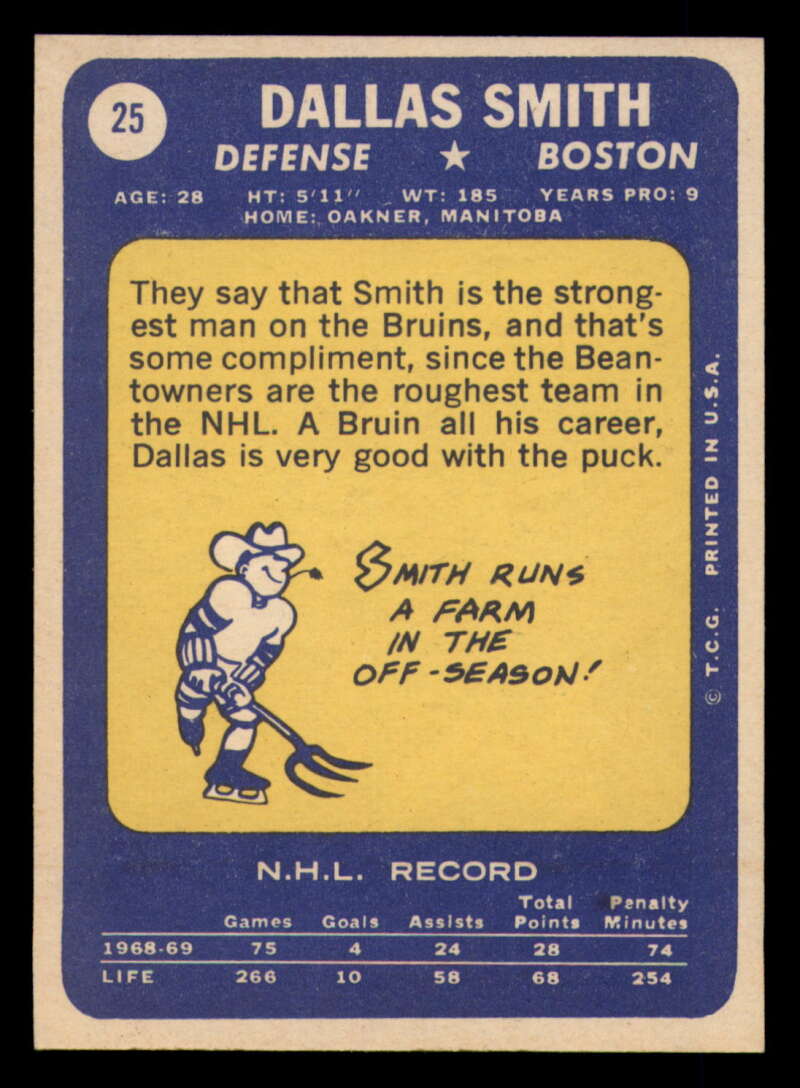 25
DALLAS SMITH
DEFENSE ★ BOSTON
AGE: 28 HT: 5'11" WT: 185 YEARS PRO: 9
HOME: OAKNER, MANITOBA
They say that Smith is the strong-
est man on the Bruins, and that's
some compliment, since the Bean-
towners are the roughest team in
the NHL. A Bruin all his career,
Dallas is very good with the puck.
SMITH RUNS
A FARM
IN THE
OFF-SEASON!
© T.C.G. PRINTED IN U.S.A.
N.H.L. RECORD
Games Goals Assists Total Points Penalty Minutes
1968-69 75 4 24 28 74
LIFE 266 10 58 68 254